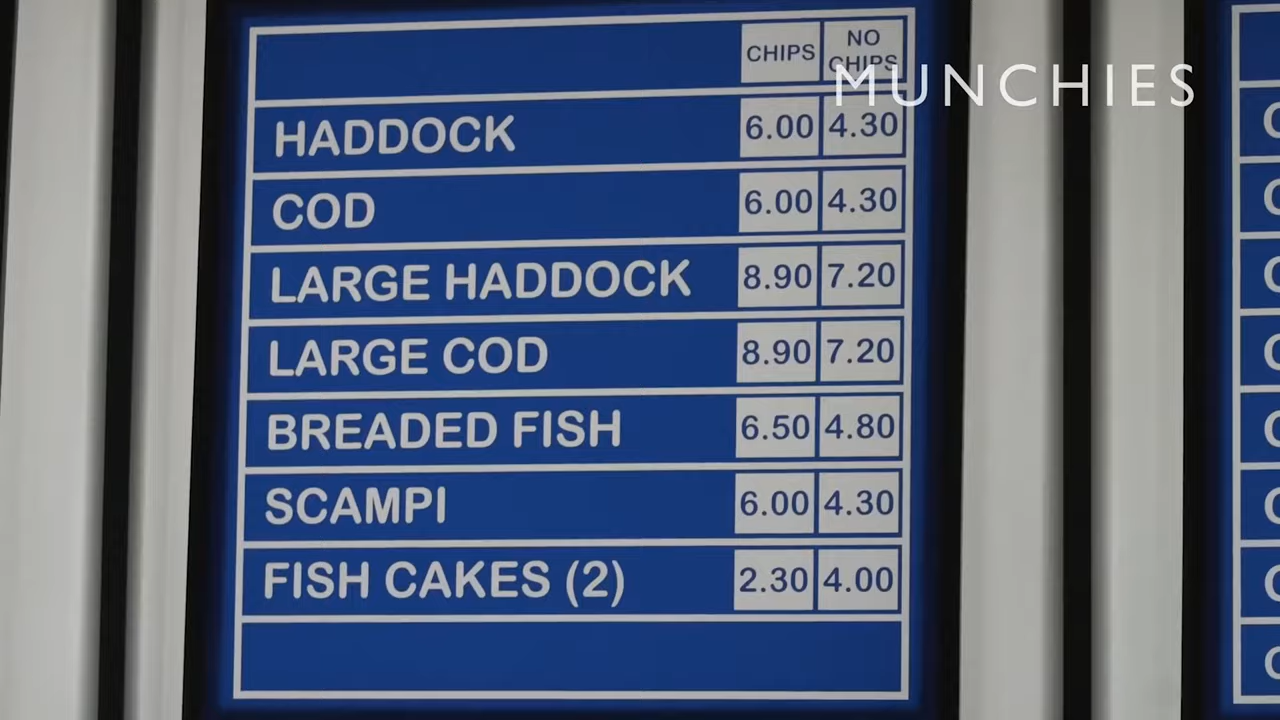 CHIPS NO CHIPS
MUNCHIES
HADDOCK 6.00 4.30
COD 6.00 4.30
LARGE HADDOCK 8.90 7.20
LARGE COD 8.90 7.20
BREADED FISH 6.50 4.80
SCAMPI 6.00 4.30
FISH CAKES (2) 2.30 4.00